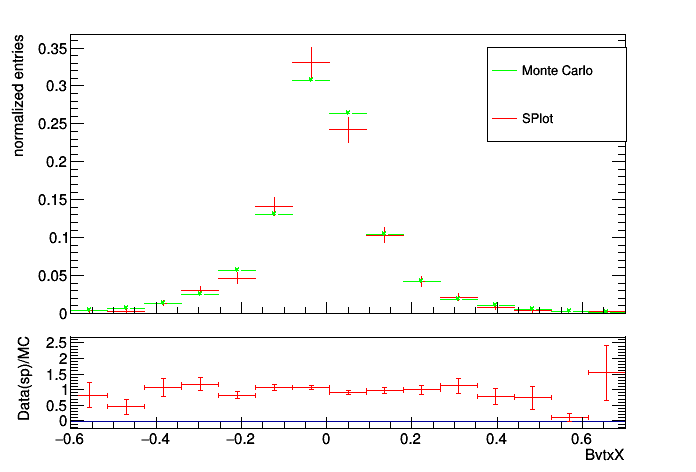 normalized entries
0.35
0.3
0.25
0.2
0.15
0.1
0.05
0
Monte Carlo
SPlot
Data(sp)/MC
2.5
2
1.5
1
0.5
0
−0.6 −0.4 −0.2 0 0.2 0.4 0.6
BvtxX